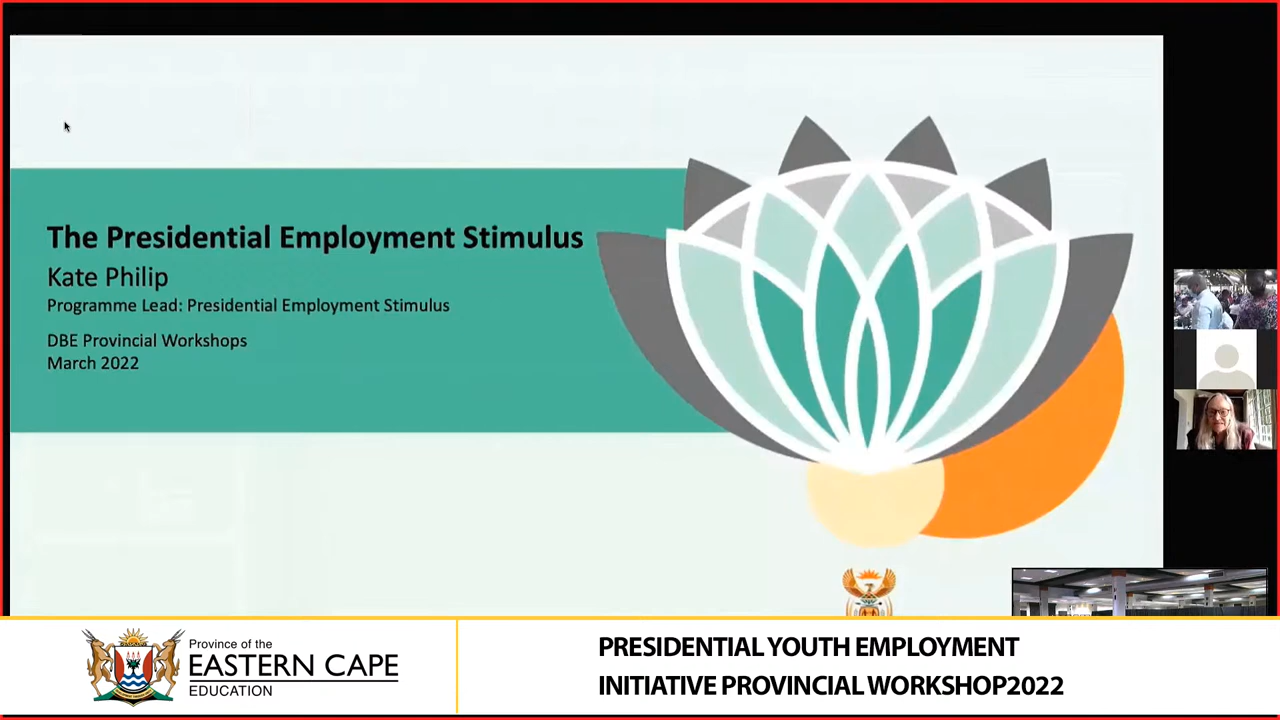 The Presidential Employment Stimulus
Kate Philip
Programme Lead: Presidential Employment Stimulus
DBE Provincial Workshops
March 2022
Province of the
EASTERN CAPE
EDUCATION
PRESIDENTIAL YOUTH EMPLOYMENT
INITIATIVE PROVINCIAL WORKSHOP2022